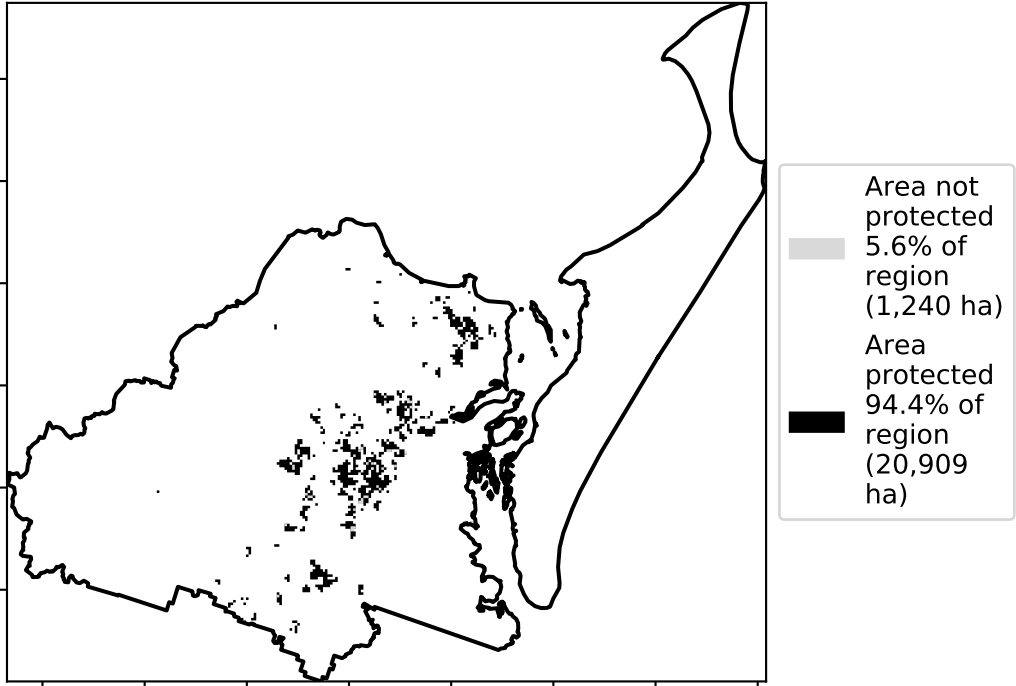 Area not
protected
5.6% of
region
(1,240 ha)
Area
protected
94.4% of
region
(20,909
ha)